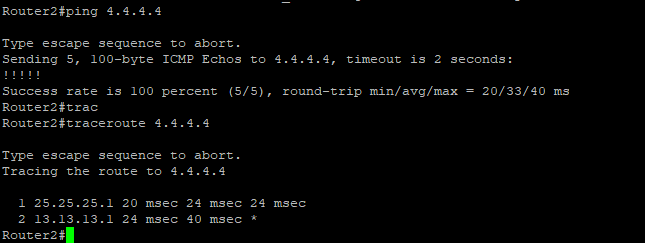 Router2#ping 4.4.4.4
Type escape sequence to abort.
Sending 5, 100-byte ICMP Echos to 4.4.4.4, timeout is 2 seconds:
!!!!!
Success rate is 100 percent (5/5), round-trip min/avg/max = 20/33/40 ms
Router2#trac
Router2#traceroute 4.4.4.4
Type escape sequence to abort.
Tracing the route to 4.4.4.4
1 25.25.25.1 20 msec 24 msec 24 msec
2 13.13.13.1 24 msec 40 msec *
Router2#